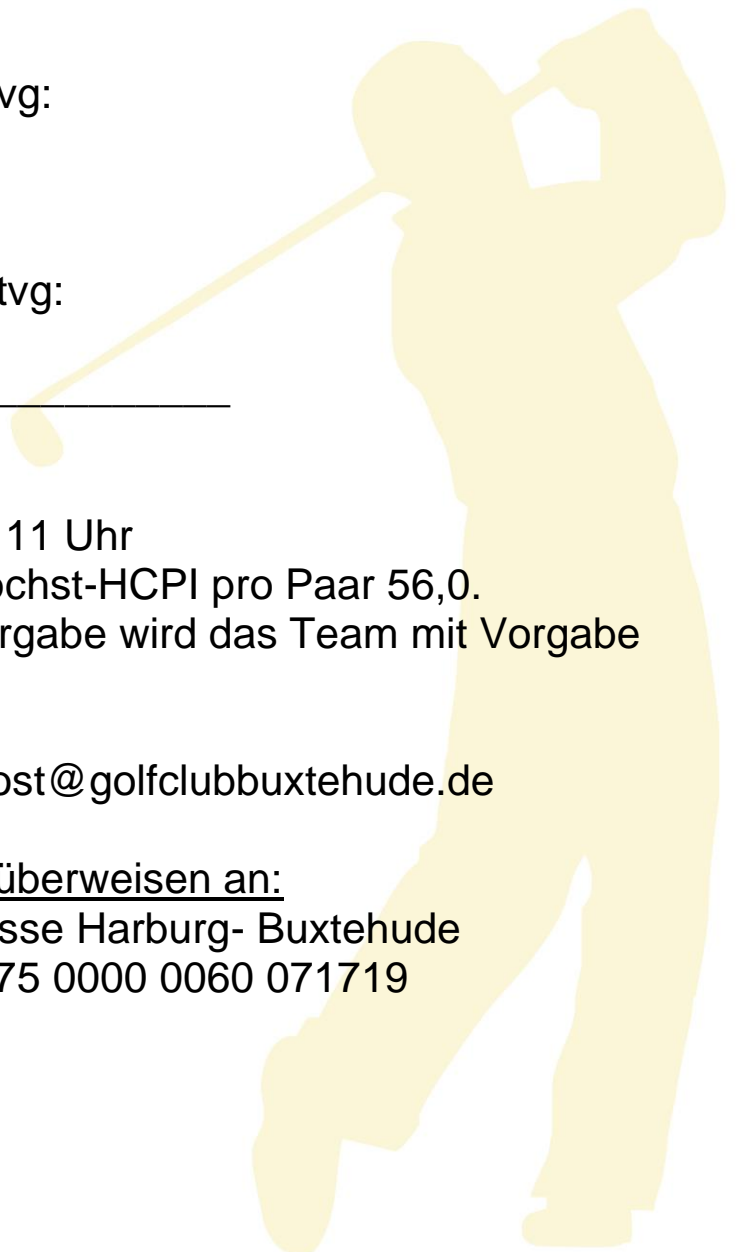 vg:
tvg:
__________
11 Uhr
öchst-HCPI pro Paar 56,0.
rgabe wird das Team mit Vorgabe
ost@golfclubbuxtehude.de
überweisen an:
sse Harburg- Buxtehude
75 0000 0060 071719